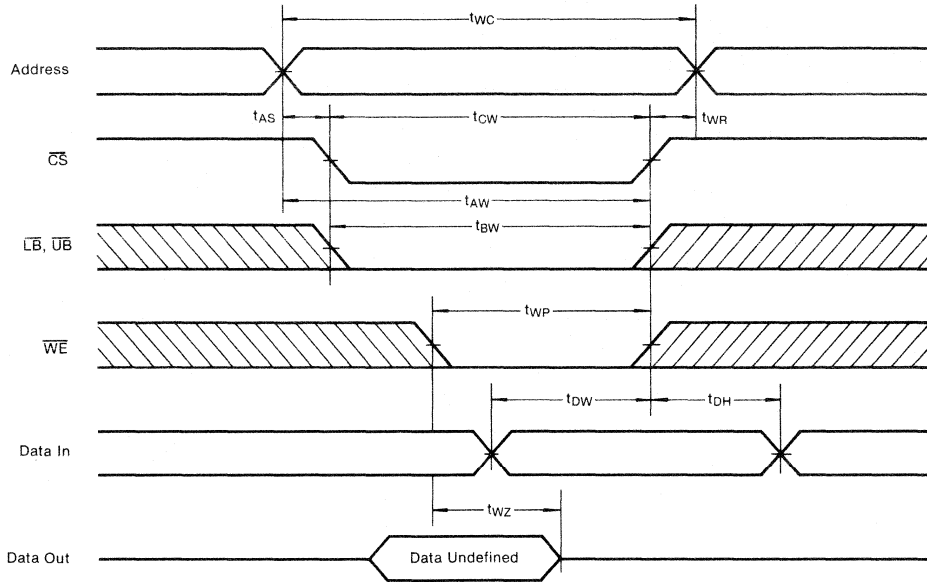 tWC
Address
tAS
tCW
tWR
CS
tAW
LB, UB
tBW
WE
tWP
tDW
tDH
Data In
tWZ
Data Out
Data Undefined